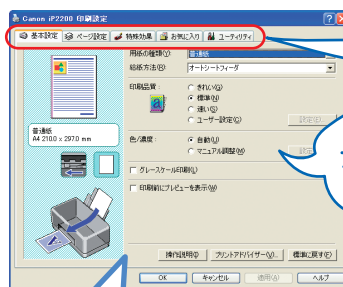 Canon iP2200 印刷設定
基本設定 ページ設定 特殊効果 お気に入り ユーティリティ
用紙の種類(Y): 普通紙
給紙方法(R): オートシートフィーダ
印刷品質:
きれい(G)
標準(N)
速い(S)
ユーザー設定(C) 設定(E)...
普通紙
A4 210.0 x 297.0 mm
色/濃度:
自動(U)
マニュアル調整(M)
グレースケール印刷(L)
印刷前にプレビューを表示(W)
操作説明(I) プリントアドバイザー(V)... 標準に戻す(F)
OK キャンセル 適用(A) ヘルプ